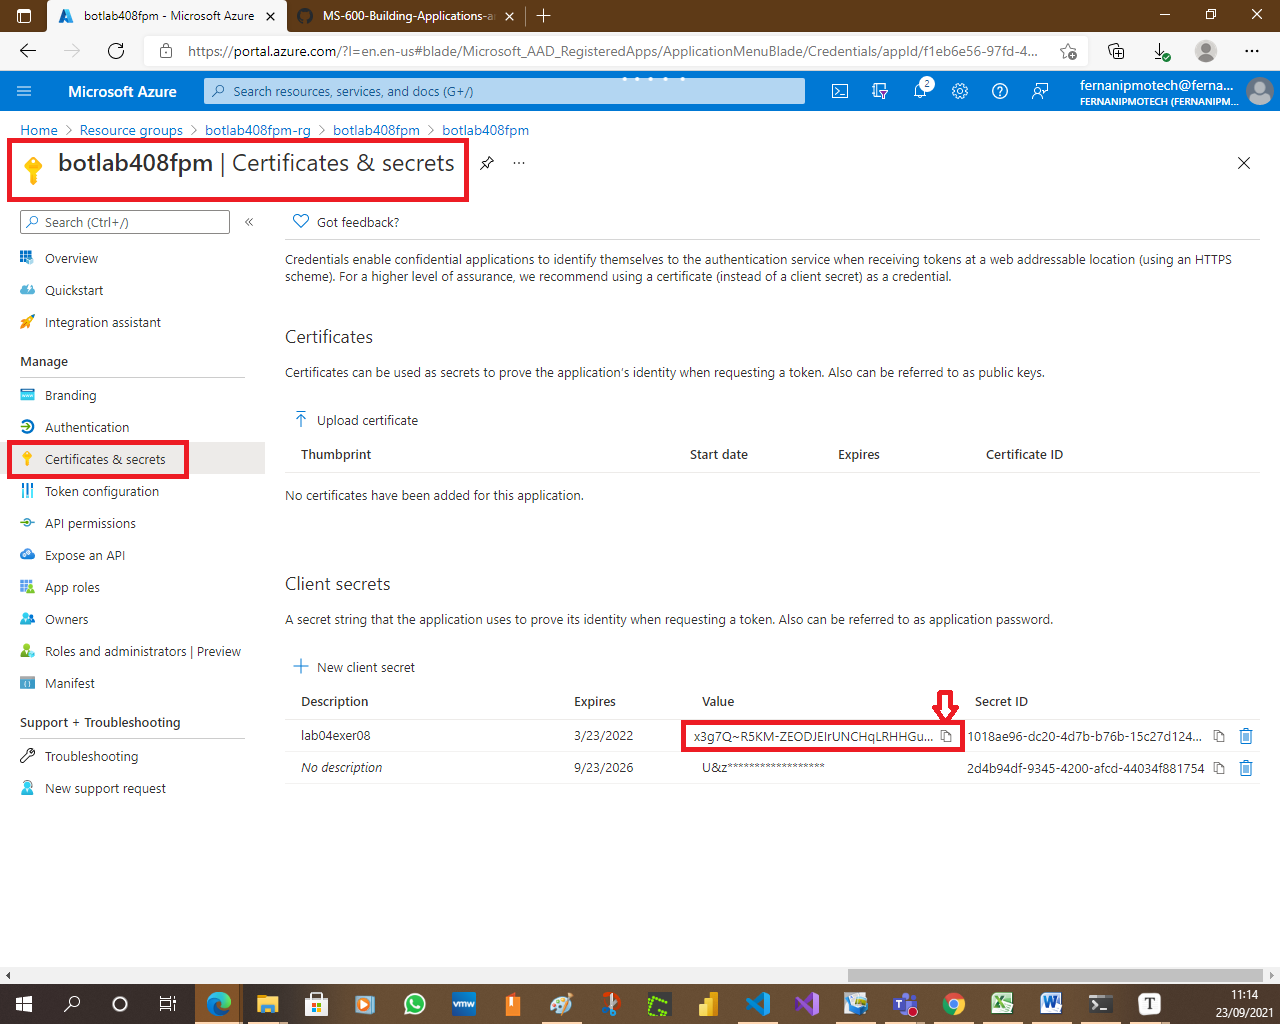 botlab408fpm - Microsoft Azure
MS-600-Building-Applications-a
https://portal.azure.com/?l=en.en-us#blade/Microsoft_AAD_RegisteredApps/ApplicationMenuBlade/Credentials/appId/f1eb6e56-97fd-4...
Microsoft Azure
Search resources, services, and docs (G+/)
2
fernanipmotech@ferna...
FERNANIPMOTECH (FERNANIPM...
Home > Resource groups > botlab408fpm-rg > botlab408fpm > botlab408fpm
botlab408fpm | Certificates & secrets
Search (Ctrl+/)
Got feedback?
Overview
Quickstart
Integration assistant
Manage
Branding
Authentication
Certificates & secrets
Token configuration
API permissions
Expose an API
App roles
Owners
Roles and administrators | Preview
Manifest
Support + Troubleshooting
Troubleshooting
New support request
Credentials enable confidential applications to identify themselves to the authentication service when receiving tokens at a web addressable location (using an HTTPS
scheme). For a higher level of assurance, we recommend using a certificate (instead of a client secret) as a credential.
Certificates
Certificates can be used as secrets to prove the application's identity when requesting a token. Also can be referred to as public keys.
Upload certificate
Thumbprint Start date Expires Certificate ID
No certificates have been added for this application.
Client secrets
A secret string that the application uses to prove its identity when requesting a token. Also can be referred to as application password.
New client secret
Description Expires Value Secret ID
lab04exer08 3/23/2022 x3g7Q~R5KM-ZEODJEIrUNCHqLRHHGu... 1018ae96-dc20-4d7b-b76b-15c27d124...
No description 9/23/2026 U&z****************** 2d4b94df-9345-4200-afcd-44034f881754
vmw
T
11:14
23/09/2021